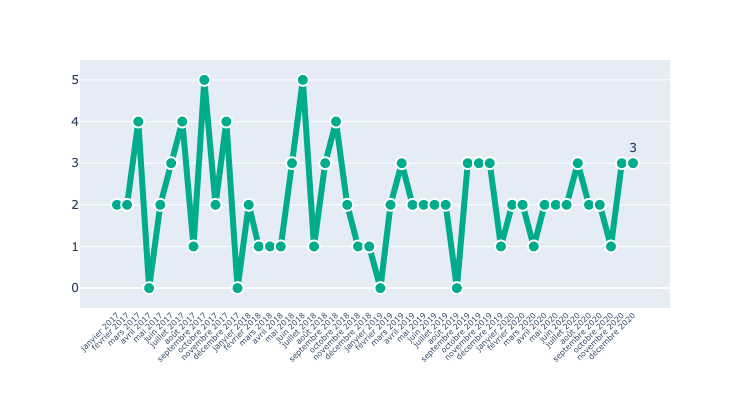 5
4
3
2
1
0
3
janvier 2017
février 2017
mars 2017
avril 2017
mai 2017
juin 2017
juillet 2017
août 2017
septembre 2017
octobre 2017
novembre 2017
décembre 2017
janvier 2018
février 2018
mars 2018
avril 2018
mai 2018
juin 2018
juillet 2018
août 2018
septembre 2018
octobre 2018
novembre 2018
décembre 2018
janvier 2019
février 2019
mars 2019
avril 2019
mai 2019
juin 2019
juillet 2019
août 2019
septembre 2019
octobre 2019
novembre 2019
décembre 2019
janvier 2020
février 2020
mars 2020
avril 2020
mai 2020
juin 2020
juillet 2020
août 2020
septembre 2020
octobre 2020
novembre 2020
décembre 2020